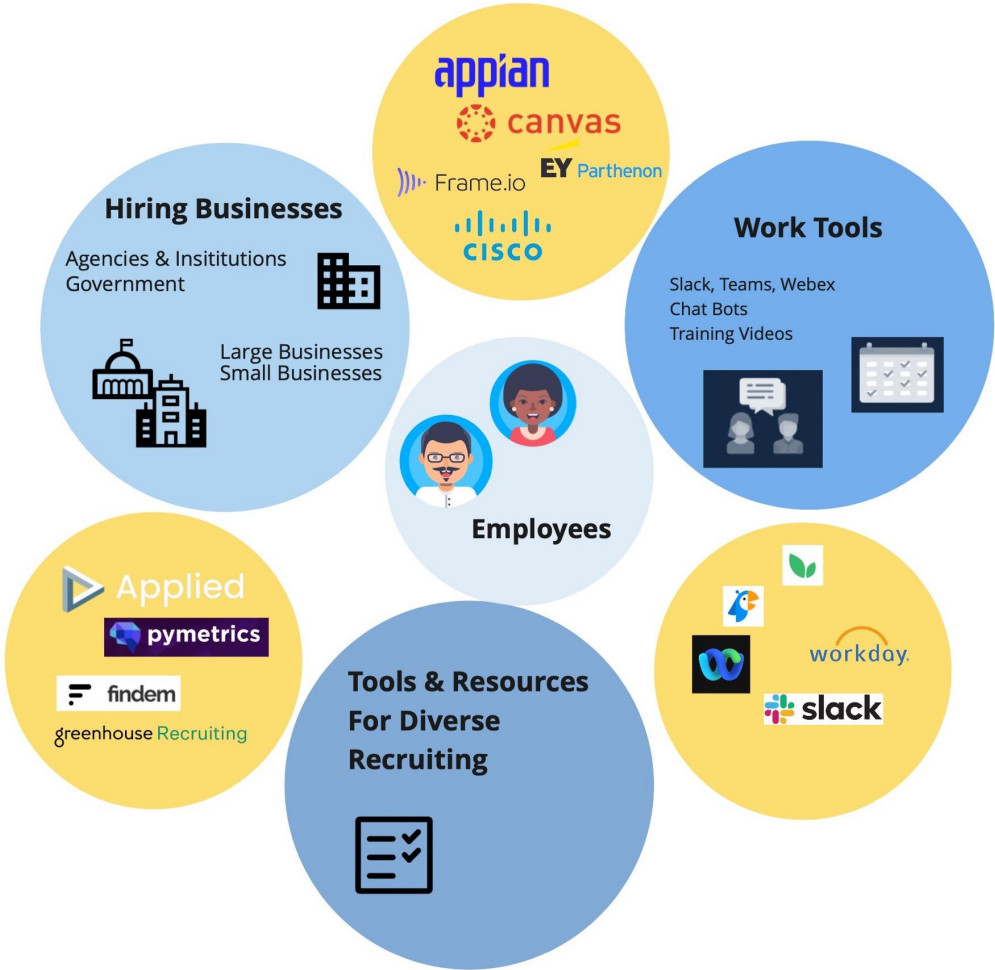 appian
canvas
EY Parthenon
Frame.io
CISCO
Hiring Businesses
Agencies & Insititutions
Government
Large Businesses
Small Businesses
Work Tools
Slack, Teams, Webex
Chat Bots
Training Videos
Employees
Applied
pymetrics
findem
greenhouse Recruiting
Tools & Resources
For Diverse
Recruiting
workday.
slack